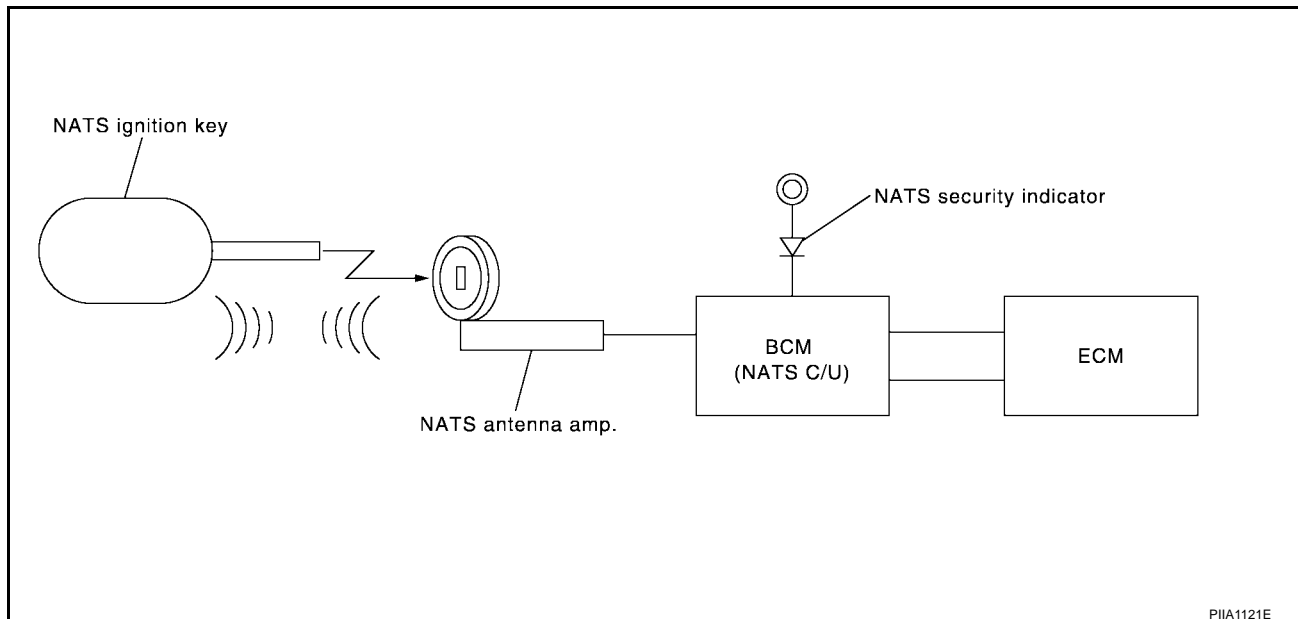 NATS ignition key
NATS security indicator
BCM
(NATS C/U)
ECM
NATS antenna amp.
PIIA1121E